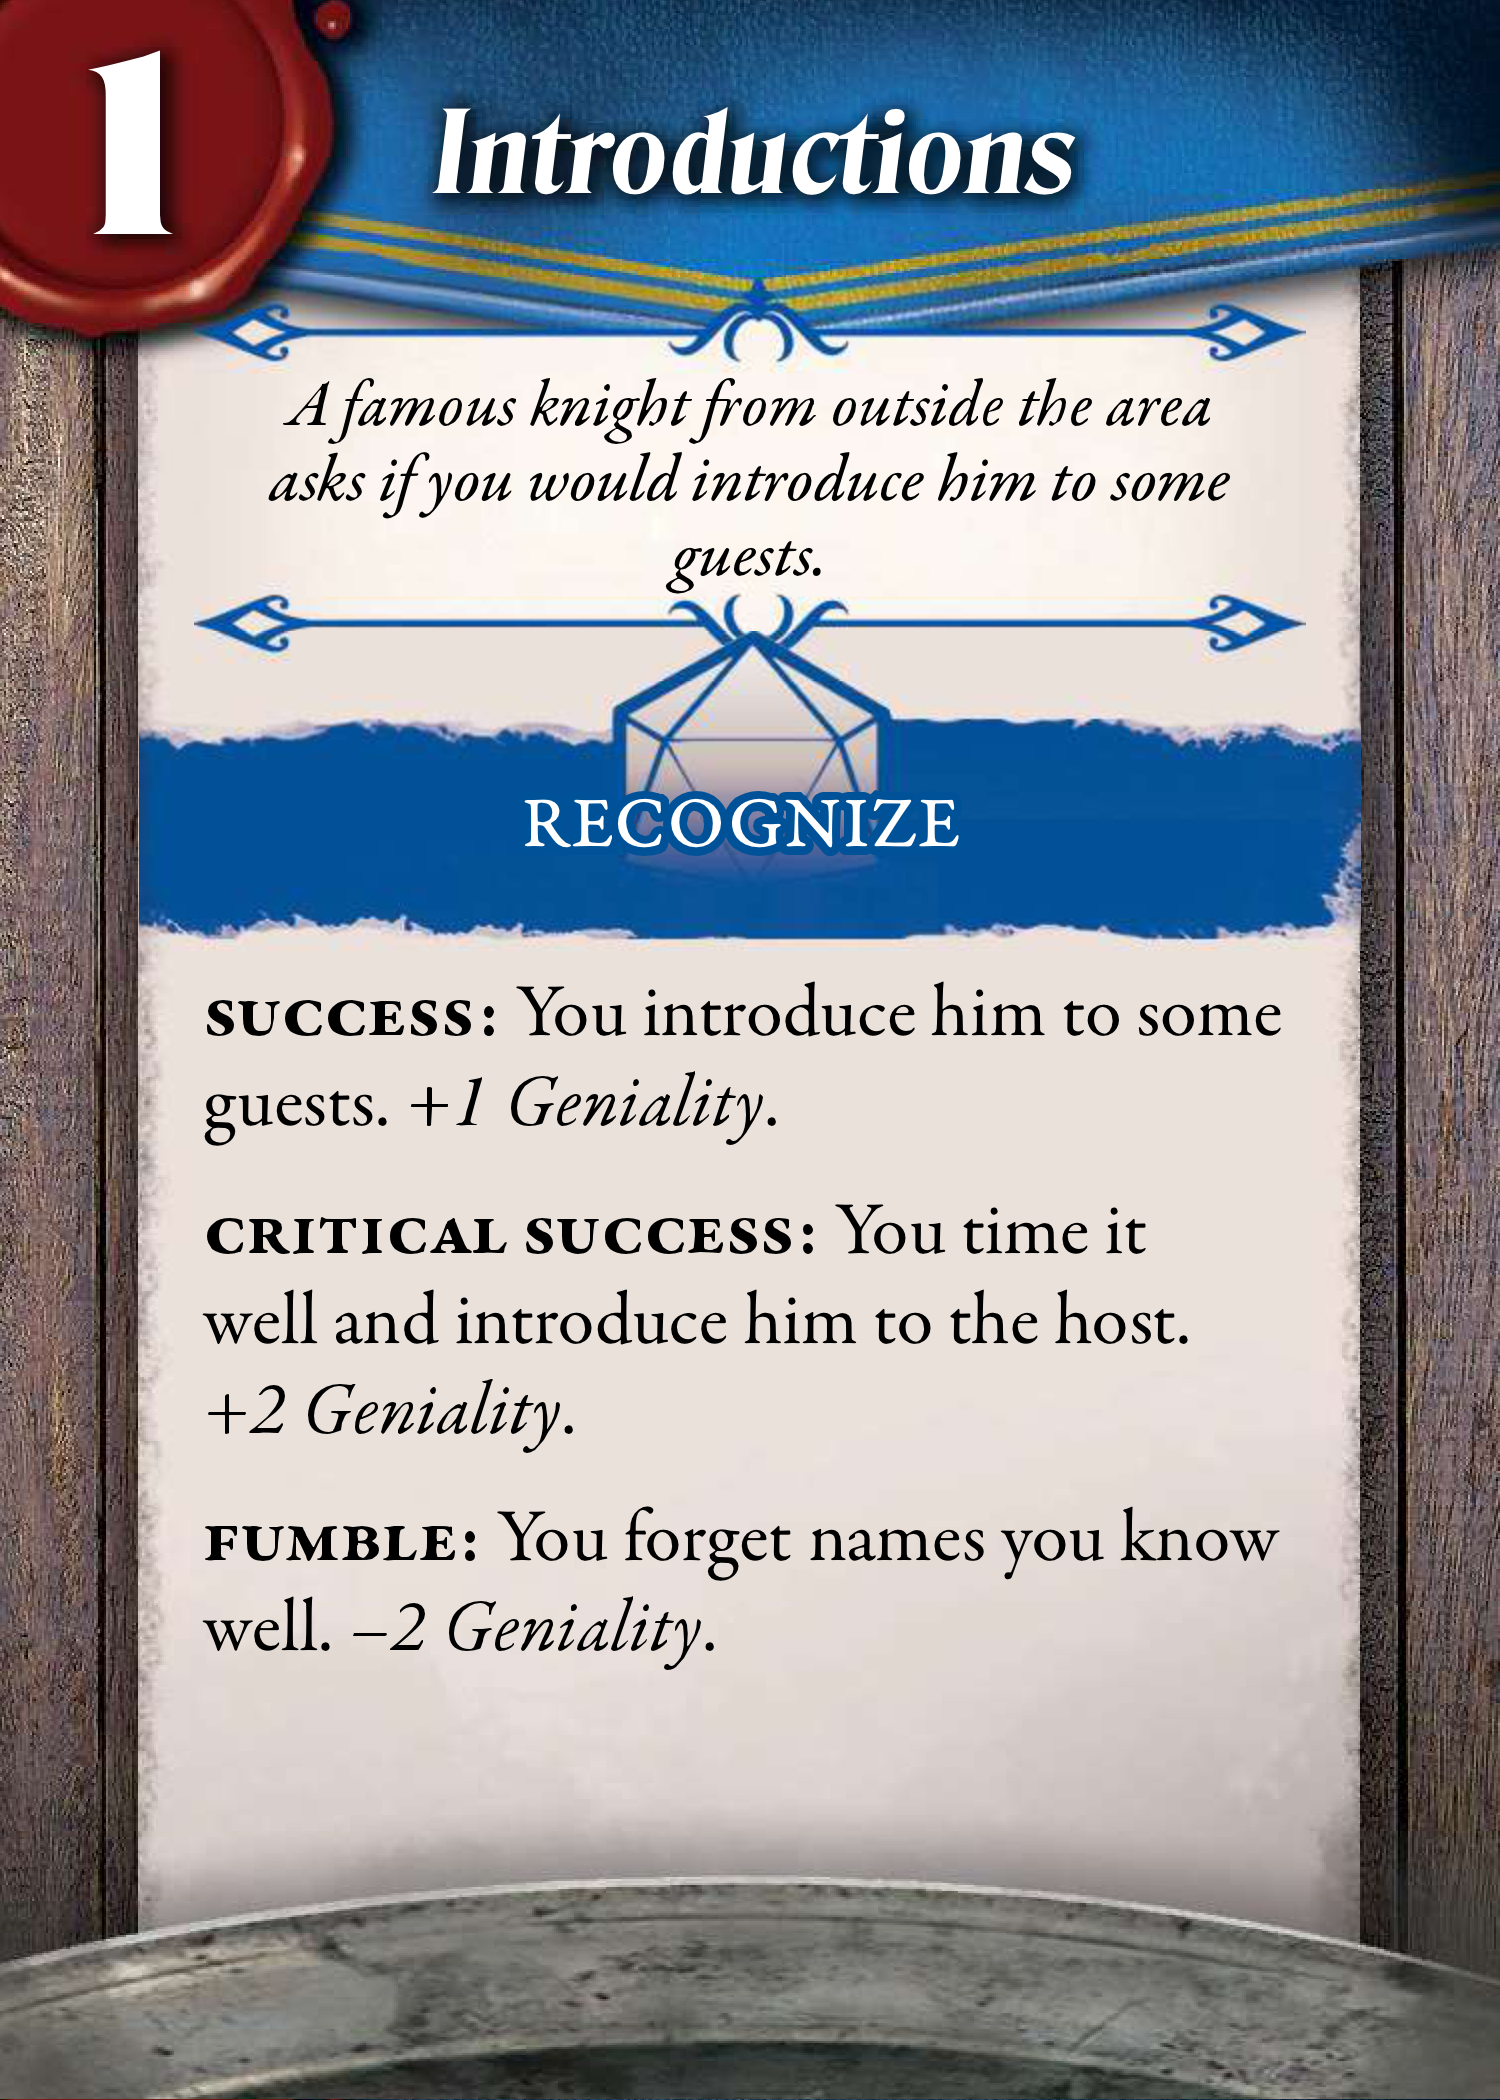 1
Introductions
A famous knight from outside the area
asks if you would introduce him to some
guests.
RECOGNIZE
SUCCESS: You introduce him to some
guests. +1 Geniality.
CRITICAL SUCCESS: You time it
well and introduce him to the host.
+2 Geniality.
FUMBLE: You forget names you know
well. –2 Geniality.